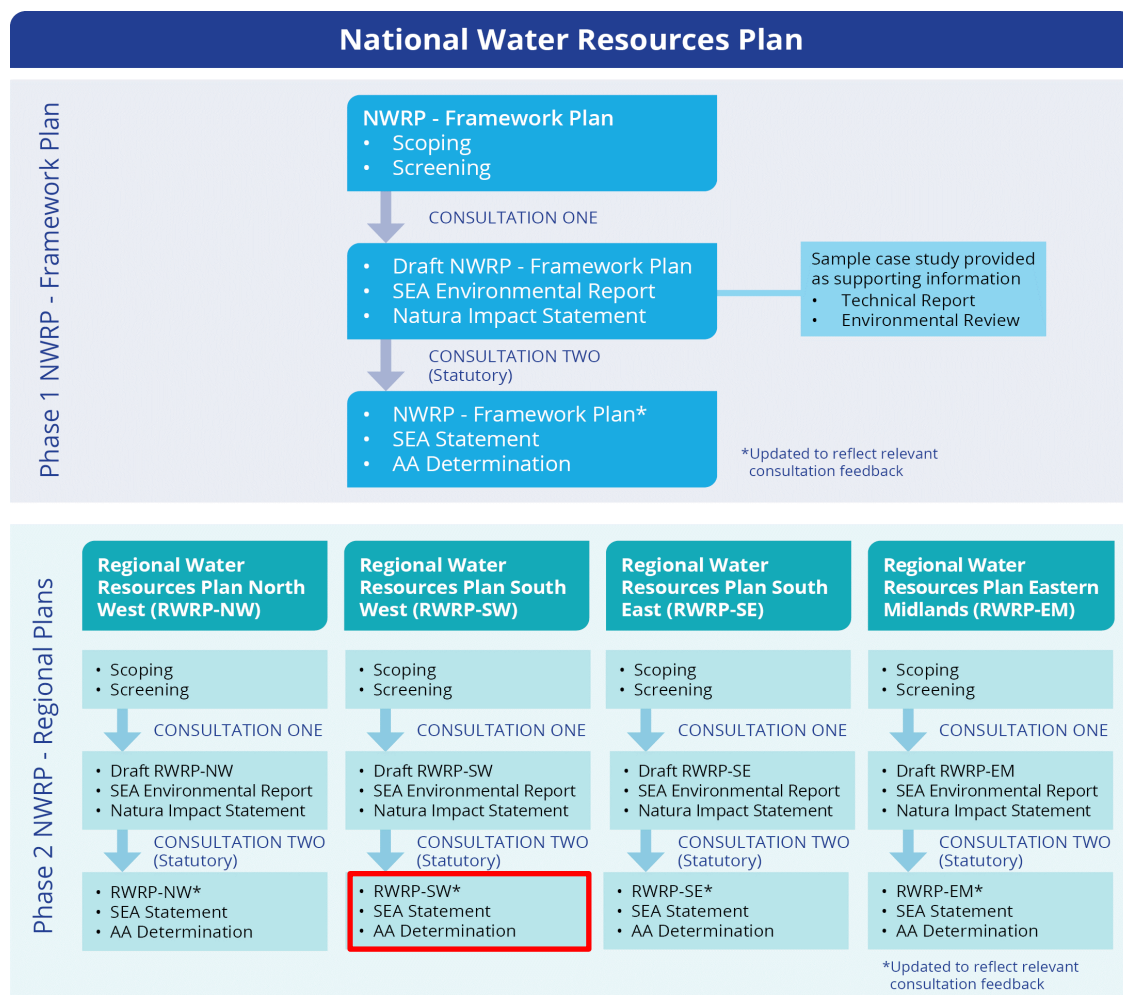 National Water Resources Plan
Phase 1 NWRP - Framework Plan
NWRP - Framework Plan
• Scoping
• Screening
CONSULTATION ONE
• Draft NWRP - Framework Plan
• SEA Environmental Report
• Natura Impact Statement
Sample case study provided
as supporting information
• Technical Report
• Environmental Review
CONSULTATION TWO
(Statutory)
• NWRP - Framework Plan*
• SEA Statement
• AA Determination
*Updated to reflect relevant
consultation feedback
Phase 2 NWRP - Regional Plans
Regional Water
Resources Plan North
West (RWRP-NW)
• Scoping
• Screening
CONSULTATION ONE
• Draft RWRP-NW
• SEA Environmental Report
• Natura Impact Statement
CONSULTATION TWO
(Statutory)
• RWRP-NW*
• SEA Statement
• AA Determination
Regional Water
Resources Plan South
West (RWRP-SW)
• Scoping
• Screening
CONSULTATION ONE
• Draft RWRP-SW
• SEA Environmental Report
• Natura Impact Statement
CONSULTATION TWO
(Statutory)
• RWRP-SW*
• SEA Statement
• AA Determination
Regional Water
Resources Plan South
East (RWRP-SE)
• Scoping
• Screening
CONSULTATION ONE
• Draft RWRP-SE
• SEA Environmental Report
• Natura Impact Statement
CONSULTATION TWO
(Statutory)
• RWRP-SE*
• SEA Statement
• AA Determination
Regional Water
Resources Plan Eastern
Midlands (RWRP-EM)
• Scoping
• Screening
CONSULTATION ONE
• Draft RWRP-EM
• SEA Environmental Report
• Natura Impact Statement
CONSULTATION TWO
(Statutory)
• RWRP-EM*
• SEA Statement
• AA Determination
*Updated to reflect relevant
consultation feedback